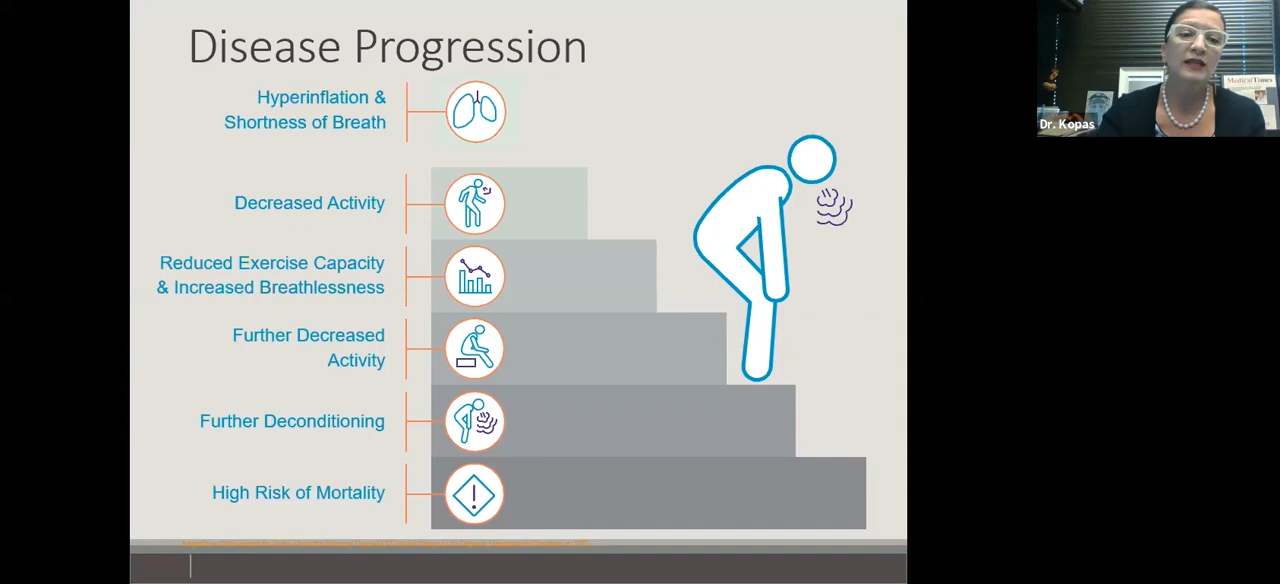 Disease Progression
Hyperinflation &
Shortness of Breath
Decreased Activity
Reduced Exercise Capacity
& Increased Breathlessness
Further Decreased
Activity
Further Deconditioning
High Risk of Mortality
Dr. Kopas
MedicalTimes